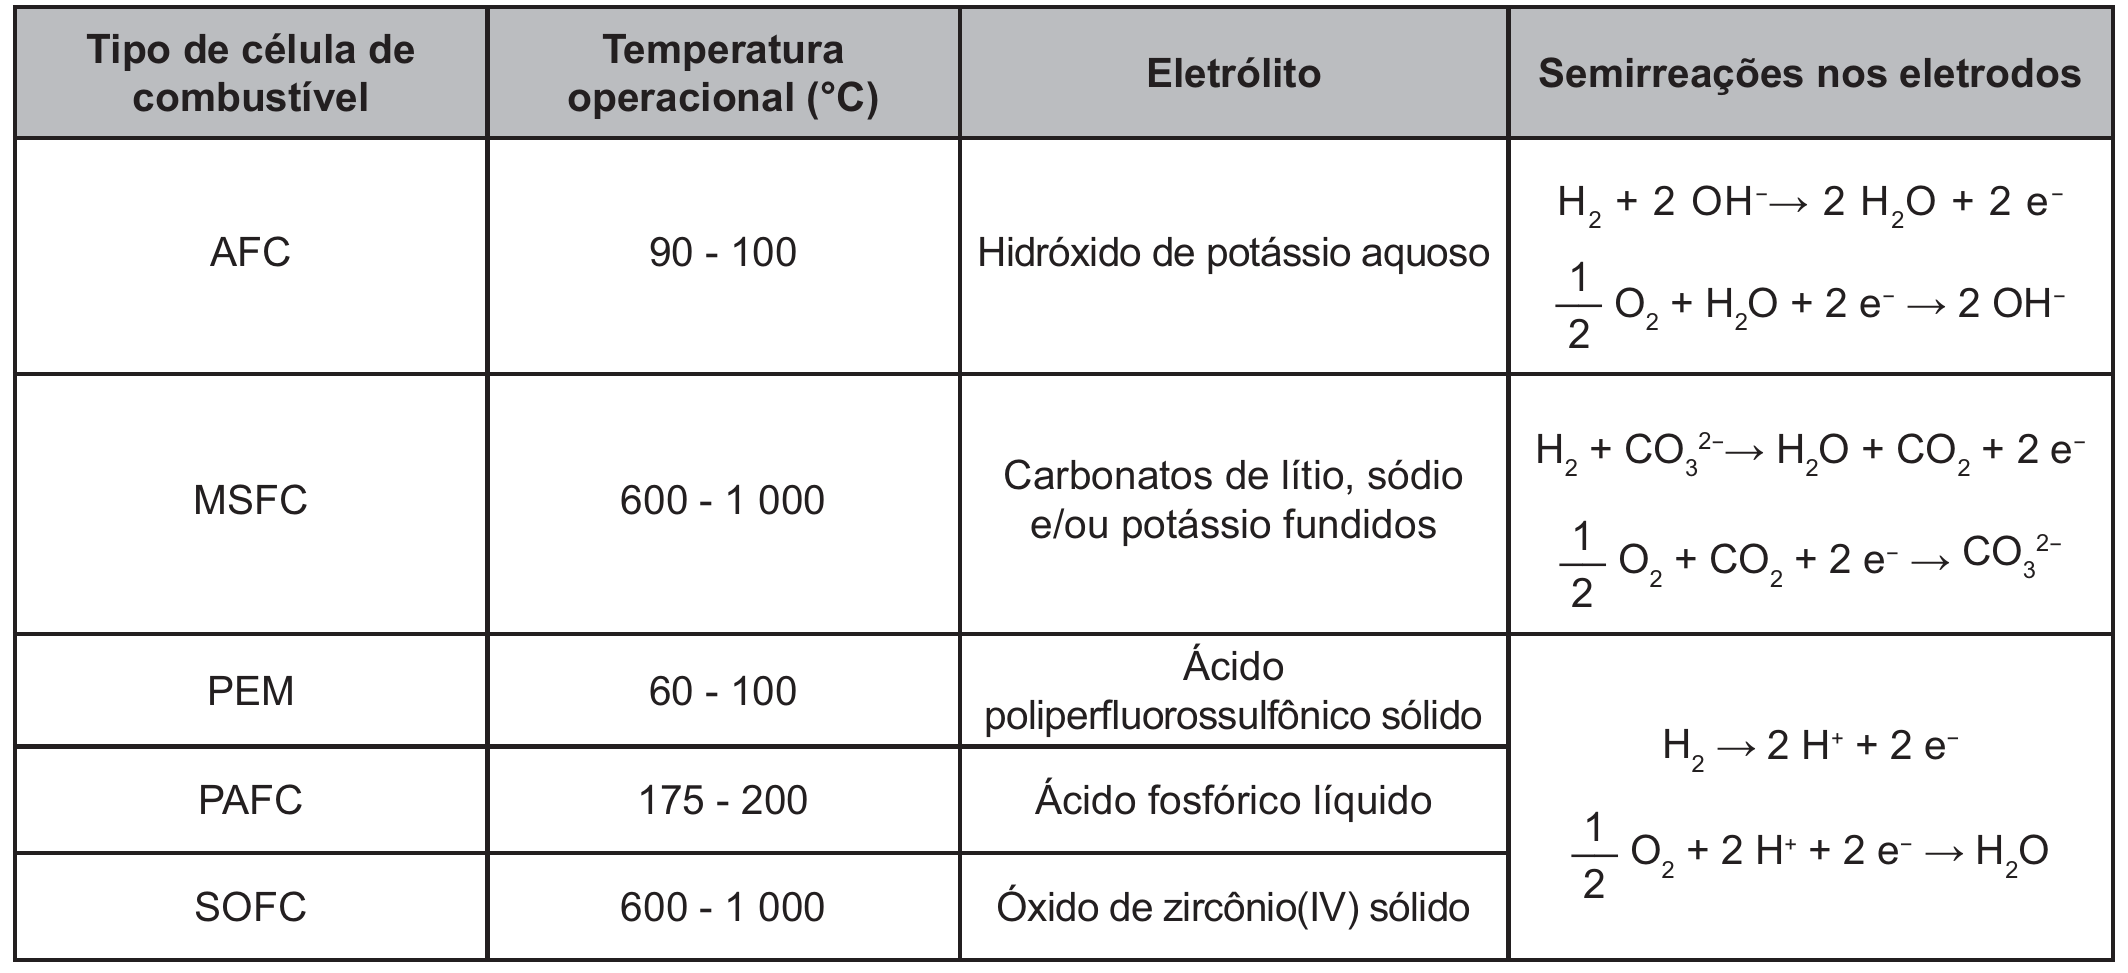 Tipo de célula de combustível
Temperatura operacional (°C)
Eletrólito
Semirreações nos eletrodos
AFC
90 - 100
Hidróxido de potássio aquoso
H₂ + 2 OH⁻ → 2 H₂O + 2 e⁻
1/2 O₂ + H₂O + 2 e⁻ → 2 OH⁻
MSFC
600 - 1 000
Carbonatos de lítio, sódio
e/ou potássio fundidos
H₂ + CO₃²⁻ → H₂O + CO₂ + 2 e⁻
1/2 O₂ + CO₂ + 2 e⁻ → CO₃²⁻
PEM
60 - 100
Ácido
poliperfluorossulfônico sólido
H₂ → 2 H⁺ + 2 e⁻
1/2 O₂ + 2 H⁺ + 2 e⁻ → H₂O
PAFC
175 - 200
Ácido fosfórico líquido
SOFC
600 - 1 000
Óxido de zircônio(IV) sólido